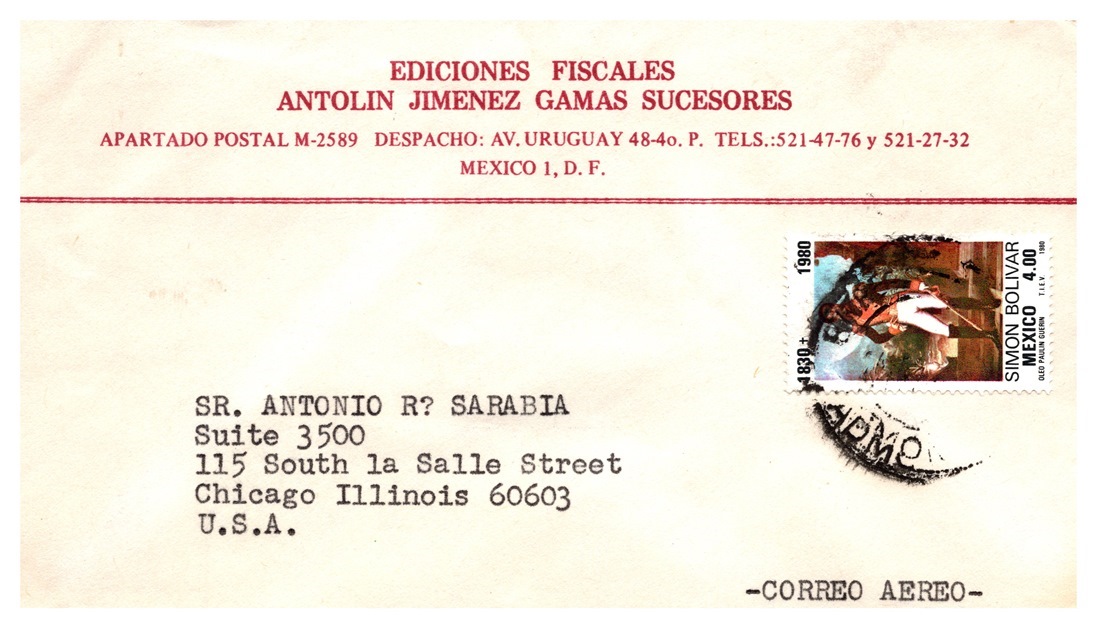 EDICIONES FISCALES
ANTOLIN JIMENEZ GAMAS SUCESORES
APARTADO POSTAL M-2589 DESPACHO: AV. URUGUAY 48-4o. P. TELS.:521-47-76 y 521-27-32
MEXICO 1, D. F.
1830 + 1980
SIMON BOLIVAR
MEXICO 4.00
OLEO PAULIN GUERIN T.I.E.V. 1980
SR. ANTONIO R? SARABIA
Suite 3500
115 South la Salle Street
Chicago Illinois 60603
U.S.A.
-CORREO AEREO-